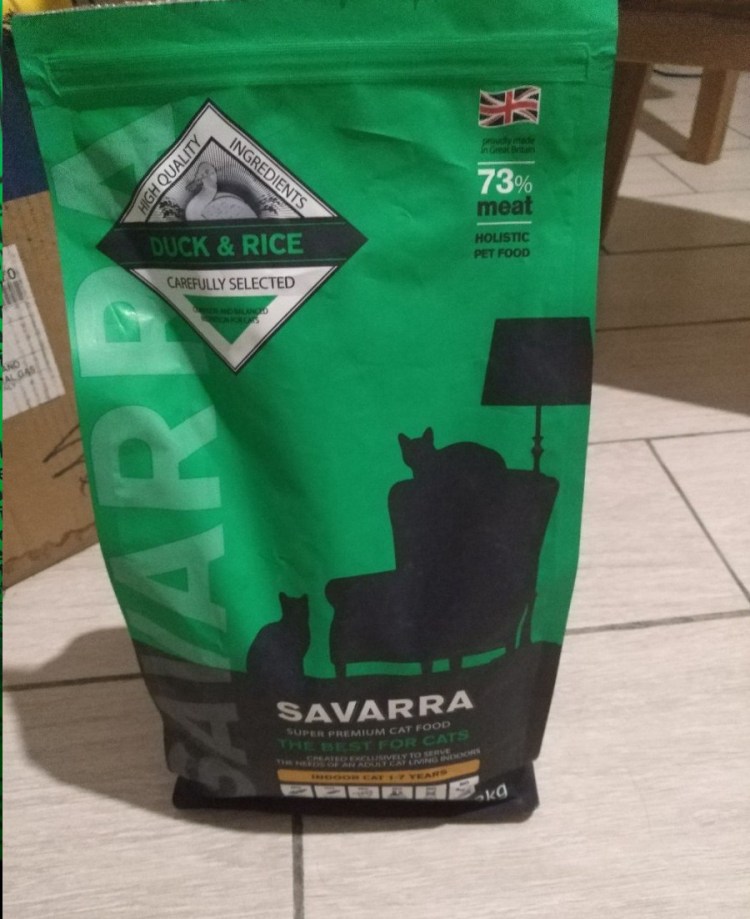 SAVARRA
HIGH QUALITY
INGREDIENTS
DUCK & RICE
CAREFULLY SELECTED
proudly made
in Great Britain
73%
meat
HOLISTIC
PET FOOD
SAVARRA
SUPER PREMIUM CAT FOOD
THE BEST FOR CATS
CREATED EXCLUSIVELY TO SERVE
THE NEEDS OF AN ADULT CAT LIVING INDOORS
INDOOR CAT 1-7 YEARS
kg